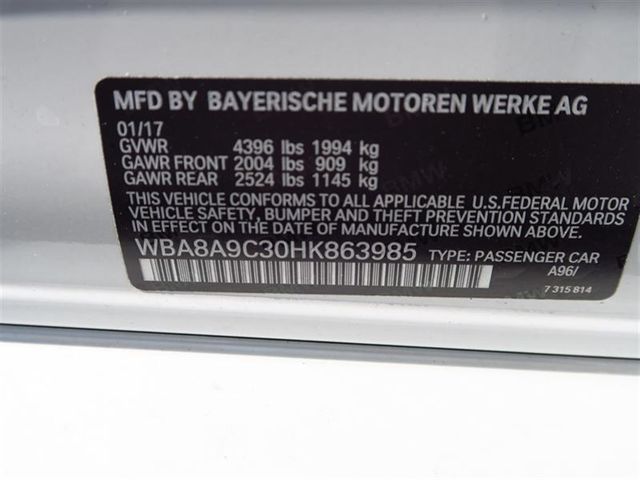 MFD BY BAYERISCHE MOTOREN WERKE AG
01/17
GVWR 4396 lbs 1994 kg
GAWR FRONT 2004 lbs 909 kg
GAWR REAR 2524 lbs 1145 kg
THIS VEHICLE CONFORMS TO ALL APPLICABLE U.S. FEDERAL MOTOR
VEHICLE SAFETY, BUMPER AND THEFT PREVENTION STANDARDS
IN EFFECT ON THE DATE OF MANUFACTURE SHOWN ABOVE.
WBA8A9C30HK863985 TYPE: PASSENGER CAR
A96/
7 315 814